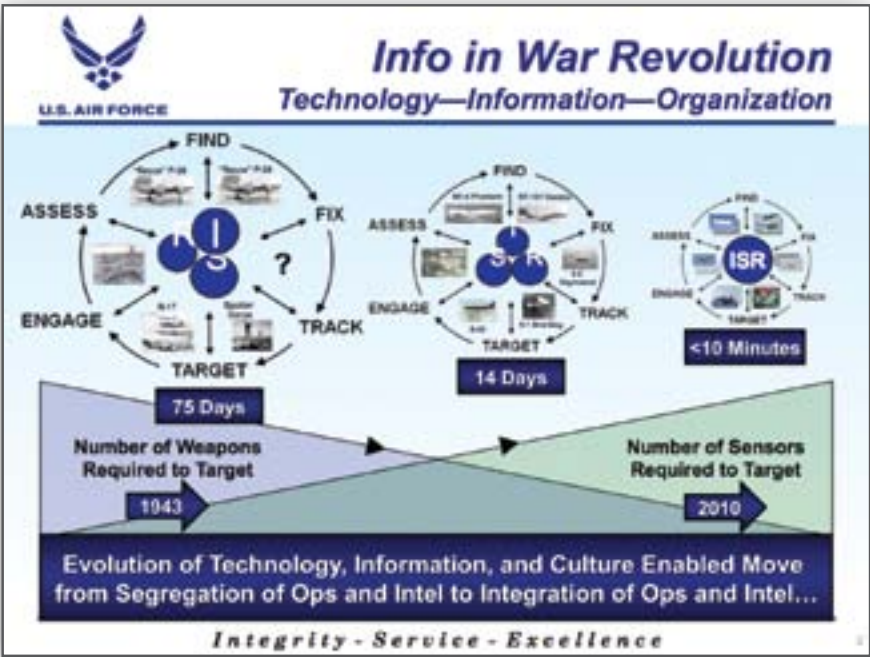 Info in War Revolution
Technology—Information—Organization
U.S. AIR FORCE
FIND
FIX
?
TRACK
TARGET
ENGAGE
ASSESS
I
S
B-17
75 Days
FIND
FIX
TRACK
TARGET
ENGAGE
ASSESS
I
S
R
14 Days
FIND
FIX
TRACK
TARGET
ENGAGE
ASSESS
ISR
<10 Minutes
Number of Weapons
Required to Target
1943
Number of Sensors
Required to Target
2010
Evolution of Technology, Information, and Culture Enabled Move
from Segregation of Ops and Intel to Integration of Ops and Intel...
Integrity - Service - Excellence